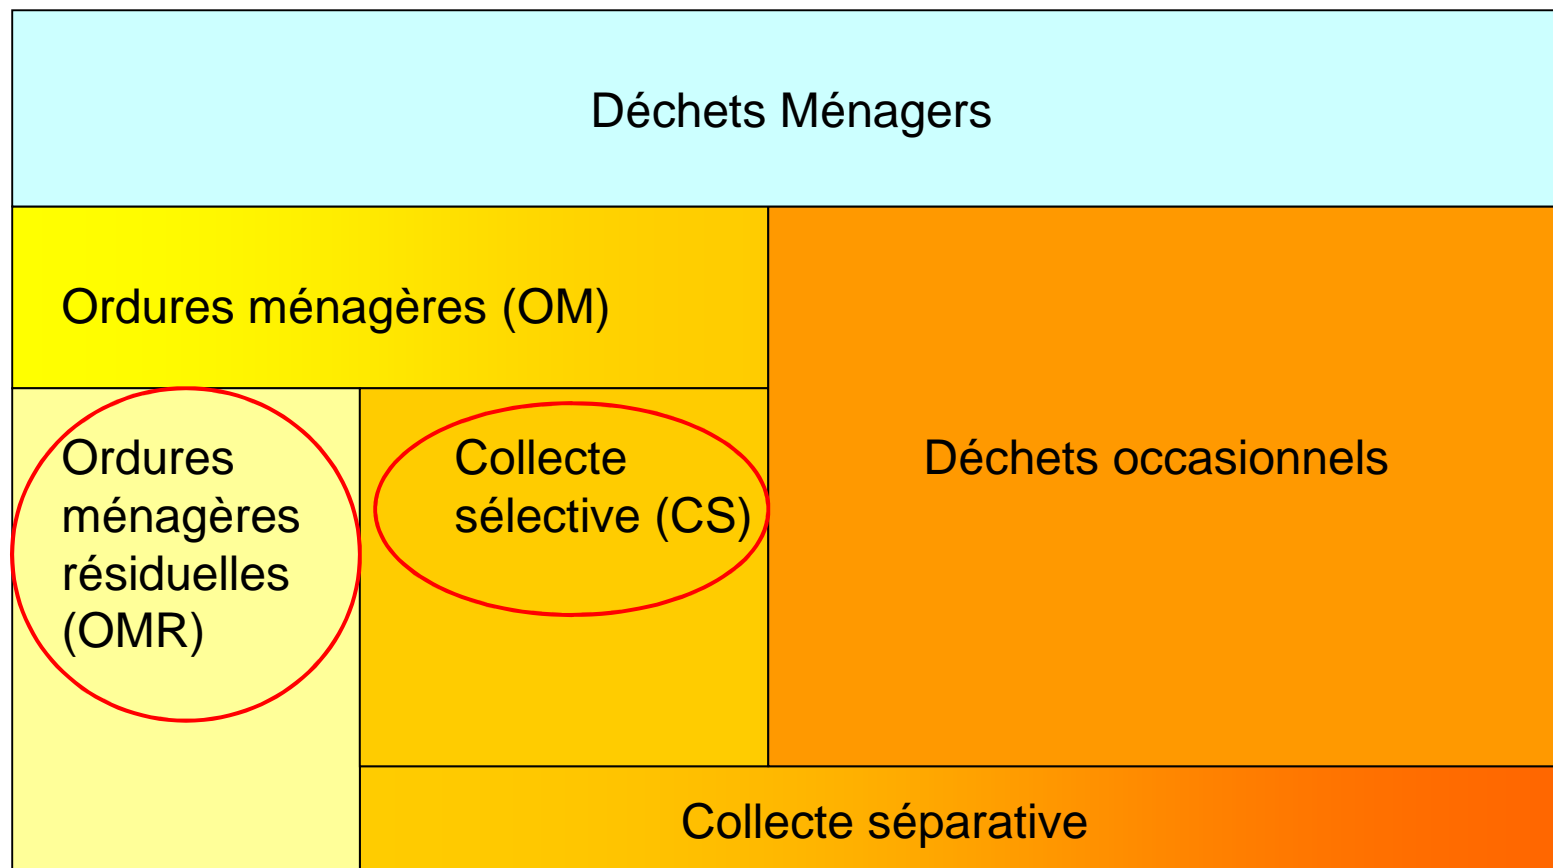 Déchets Ménagers
Ordures ménagères (OM)
Ordures
ménagères
résiduelles
(OMR)
Collecte
sélective (CS)
Déchets occasionnels
Collecte séparative